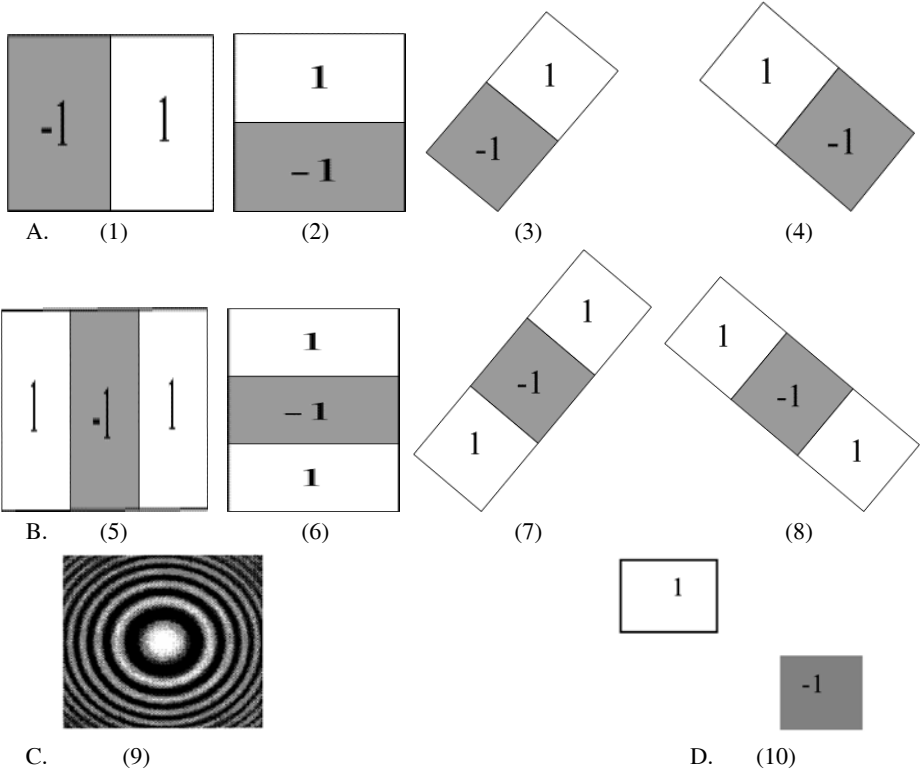 -1 1 1 -1 1 -1 1 -1
A. (1) (2) (3) (4)
1 -1 1 1 -1 1 1 -1 1 1 -1 1
B. (5) (6) (7) (8)
1 -1
C. (9) D. (10)